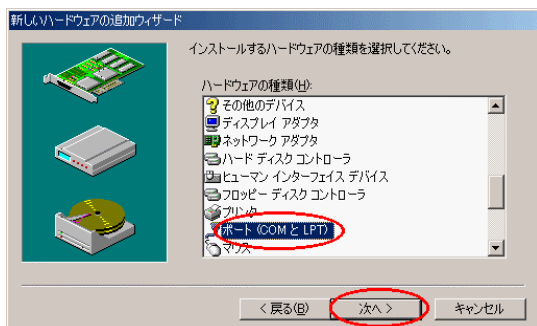 新しいハードウェアの追加ウィザード
インストールするハードウェアの種類を選択してください。
ハードウェアの種類(H):
その他のデバイス
ディスプレイ アダプタ
ネットワーク アダプタ
ハード ディスク コントローラ
ヒューマン インターフェイス デバイス
フロッピー ディスク コントローラ
プリンタ
ポート (COM と LPT)
マウス
< 戻る(B) 次へ > キャンセル